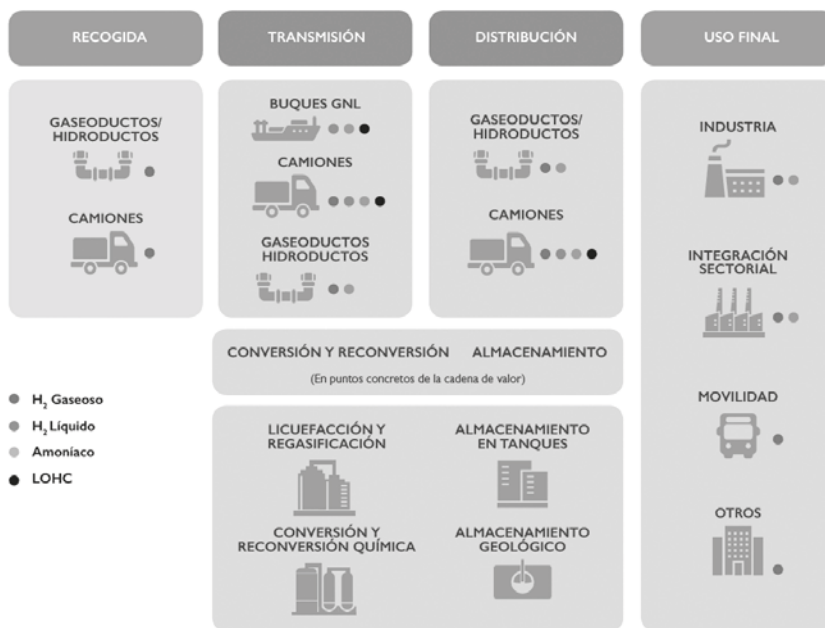 RECOGIDA
TRANSMISIÓN
DISTRIBUCIÓN
USO FINAL
GASEODUCTOS/
HIDRODUCTOS
CAMIONES
BUQUES GNL
CAMIONES
GASEODUCTOS
HIDRODUCTOS
GASEODUCTOS/
HIDRODUCTOS
CAMIONES
INDUSTRIA
INTEGRACIÓN
SECTORIAL
MOVILIDAD
OTROS
CONVERSIÓN Y RECONVERSIÓN ALMACENAMIENTO
(En puntos concretos de la cadena de valor)
LICUEFACCIÓN Y
REGASIFICACIÓN
ALMACENAMIENTO
EN TANQUES
CONVERSIÓN Y
RECONVERSIÓN QUÍMICA
ALMACENAMIENTO
GEOLÓGICO
H₂ Gaseoso
H₂ Líquido
Amoníaco
LOHC